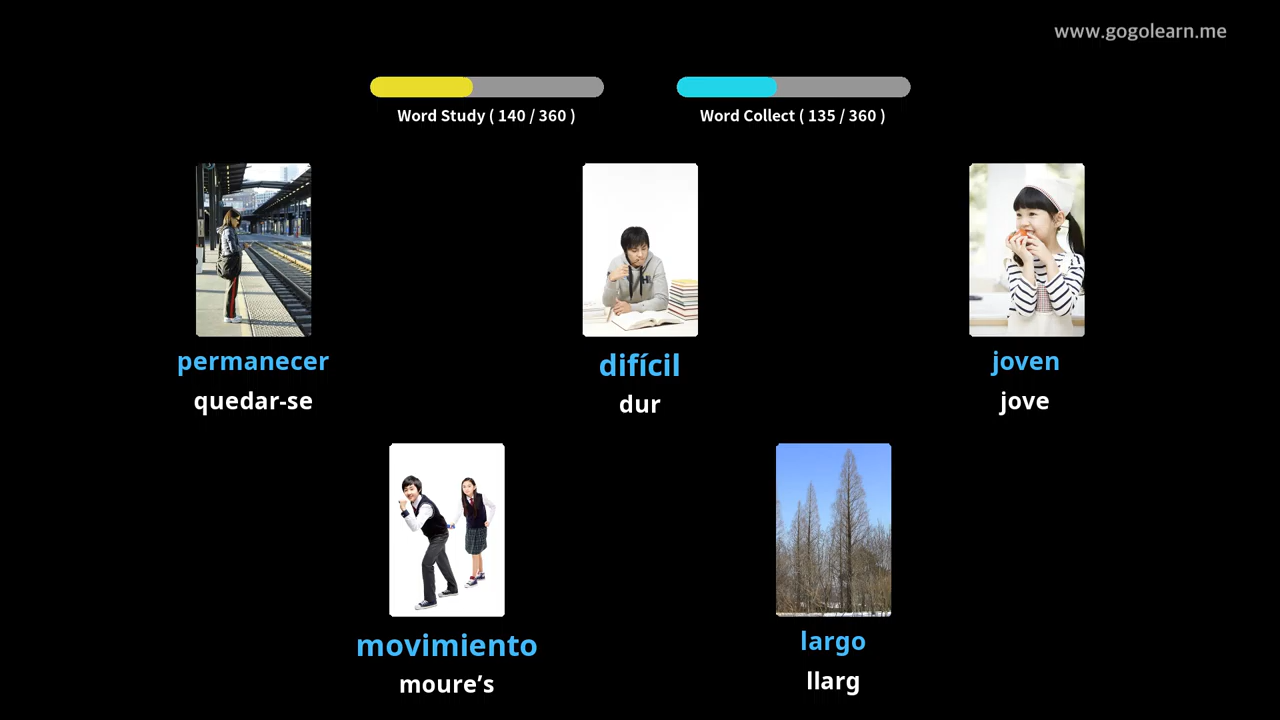 www.gogolearn.me
Word Study ( 140 / 360 )
Word Collect ( 135 / 360 )
permanecer
quedar-se
difícil
dur
joven
jove
movimiento
moure’s
largo
llarg